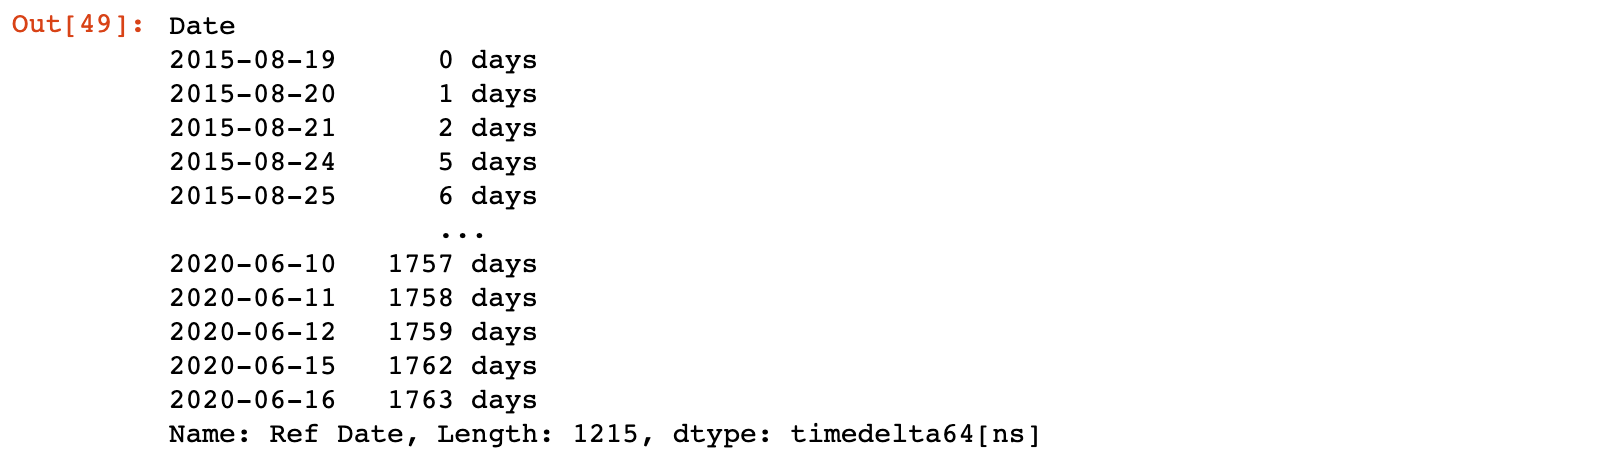 Out[49]: Date
2015-08-19 0 days
2015-08-20 1 days
2015-08-21 2 days
2015-08-24 5 days
2015-08-25 6 days
...
2020-06-10 1757 days
2020-06-11 1758 days
2020-06-12 1759 days
2020-06-15 1762 days
2020-06-16 1763 days
Name: Ref Date, Length: 1215, dtype: timedelta64[ns]